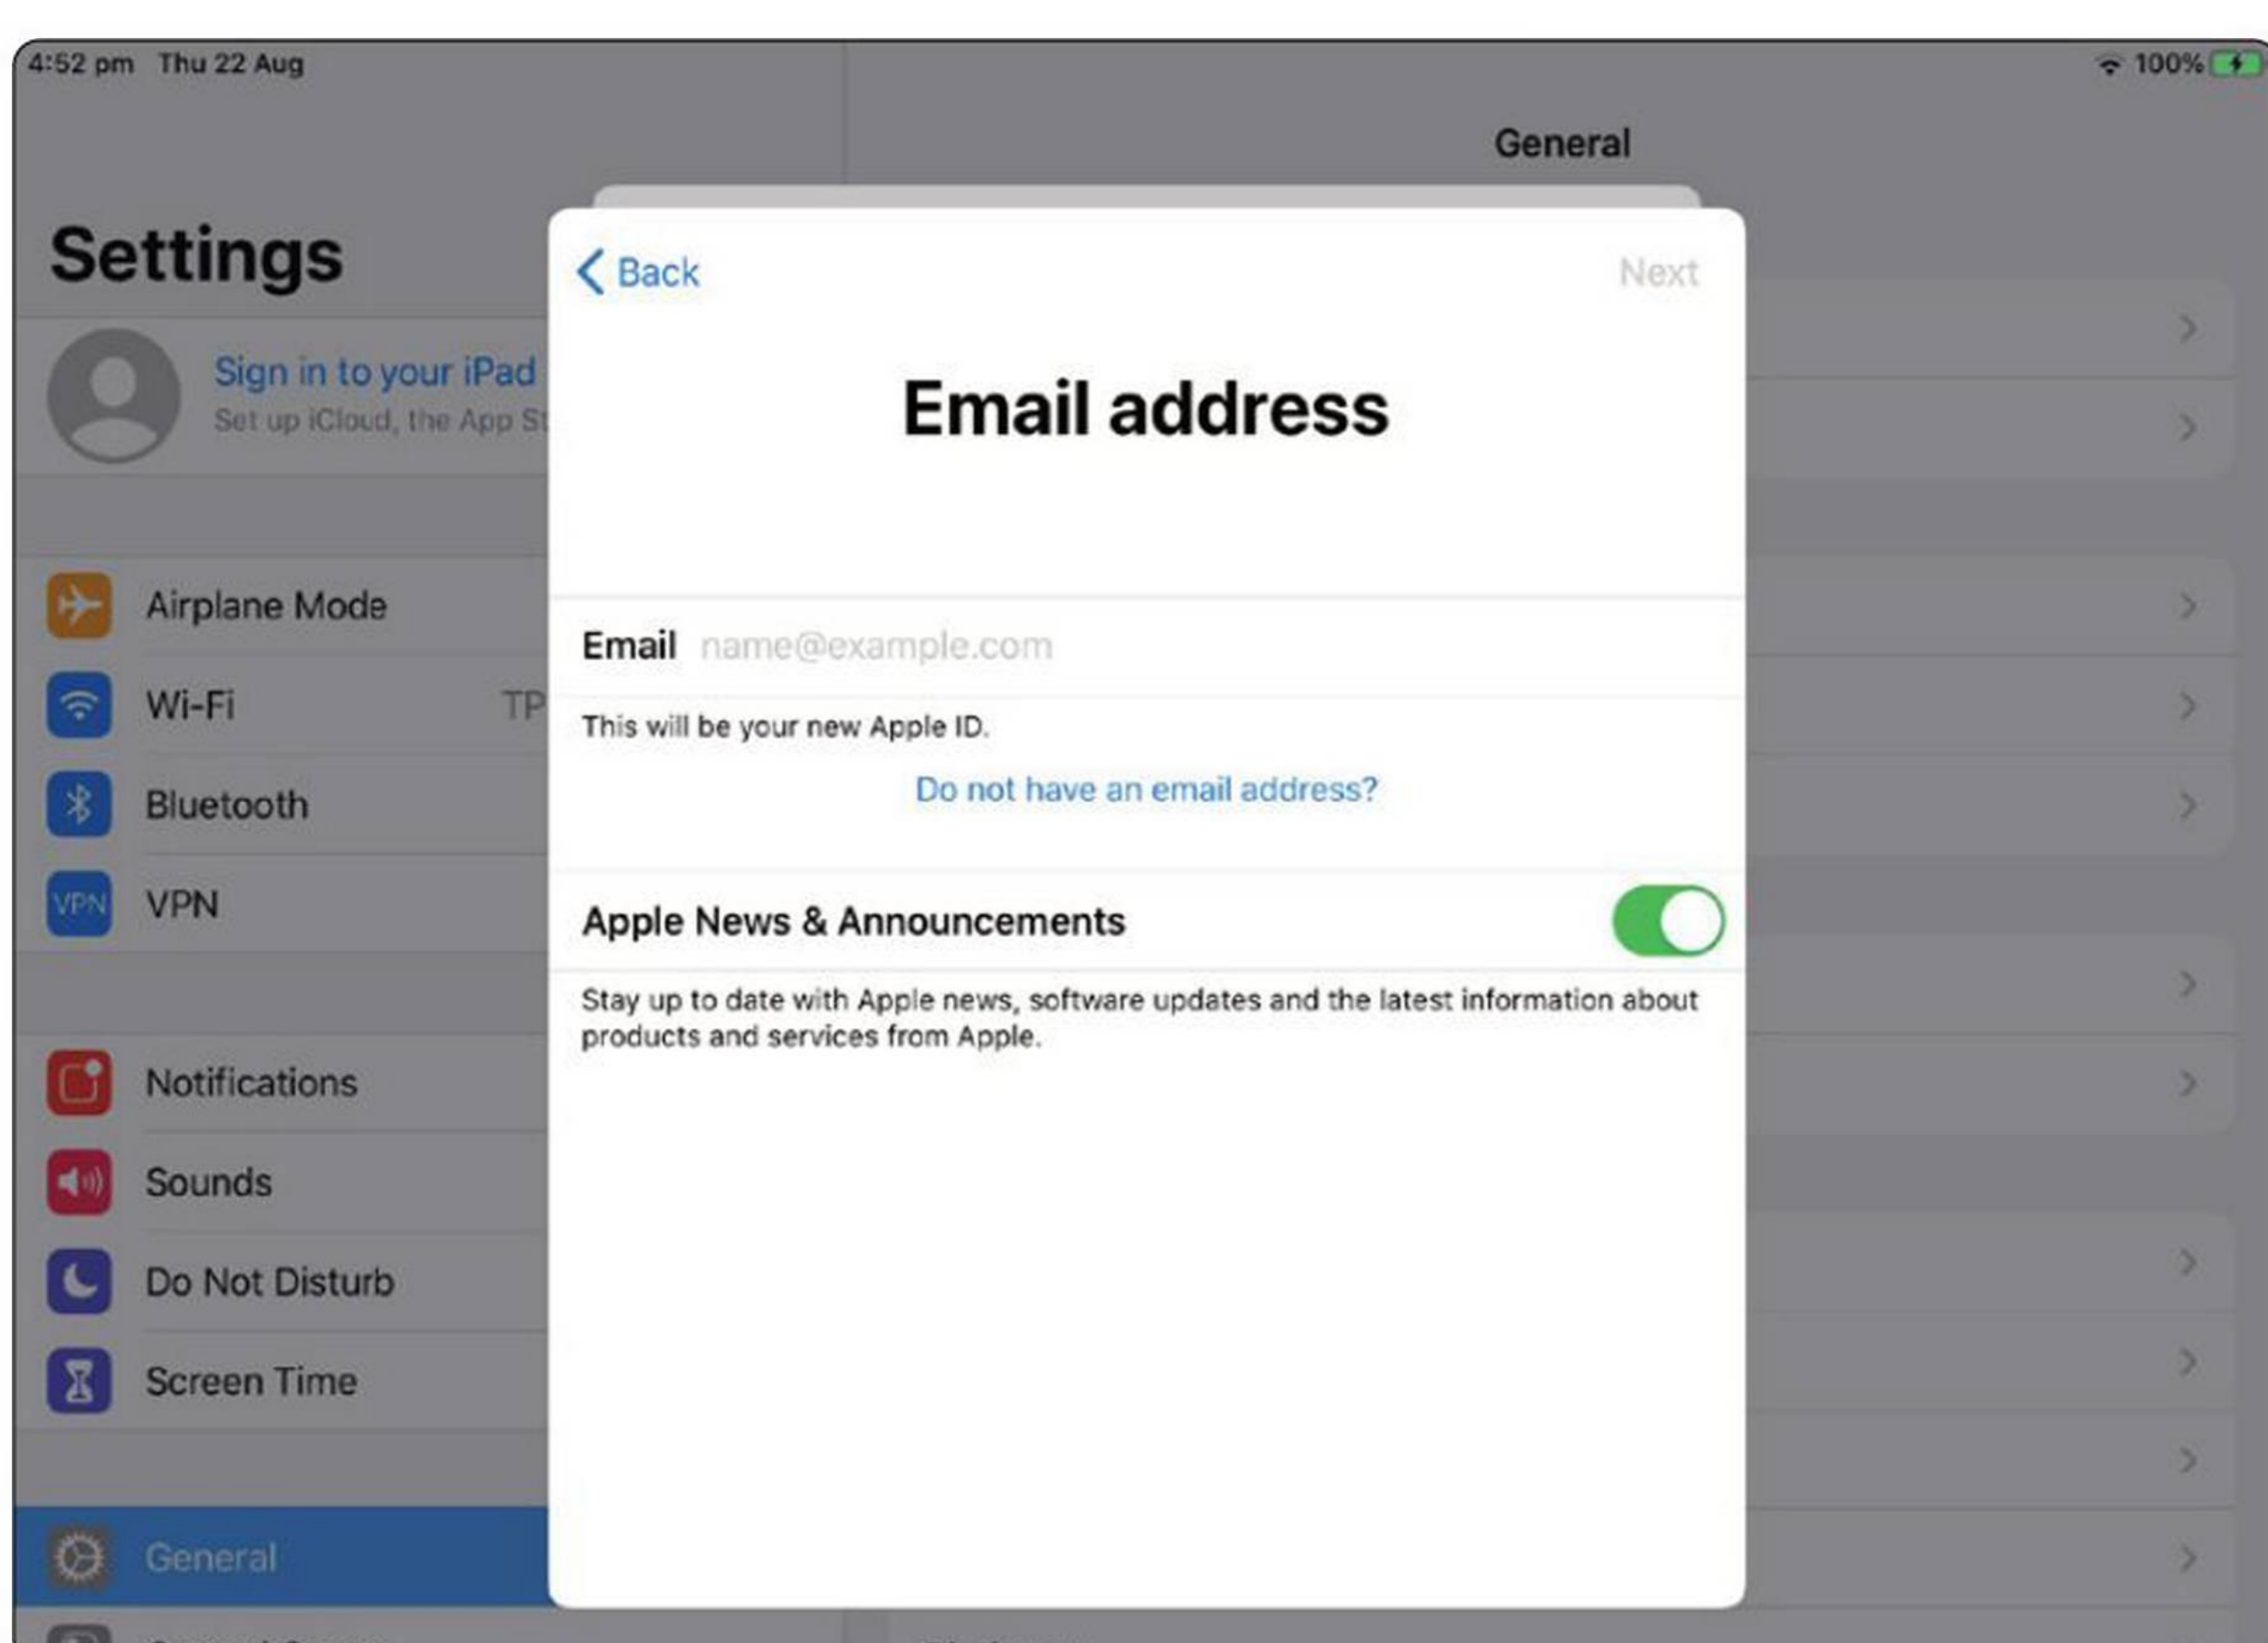 4:52 pm Thu 22 Aug
100%
General
Settings
Back
Next
Sign in to your iPad
Set up iCloud, the App
Email address
Airplane Mode
Email name@example.com
Wi-Fi
TP
This will be your new Apple ID.
Do not have an email address?
Bluetooth
VPN VPN
Apple News & Announcements
Stay up to date with Apple news, software updates and the latest information about
products and services from Apple.
Notifications
Sounds
Do Not Disturb
Screen Time
General